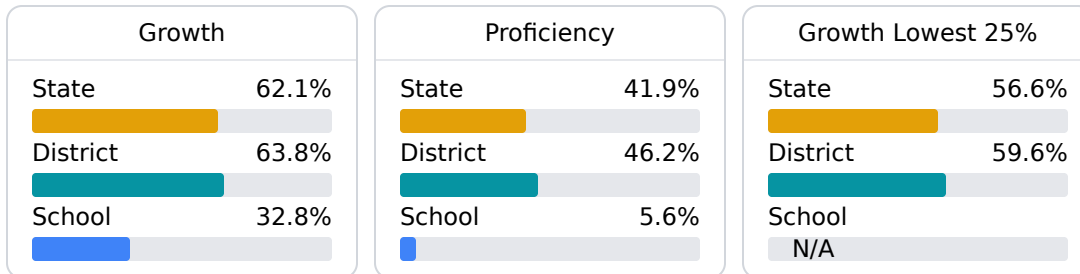 Growth
State 62.1%
District 63.8%
School 32.8%
Proficiency
State 41.9%
District 46.2%
School 5.6%
Growth Lowest 25%
State 56.6%
District 59.6%
School
N/A